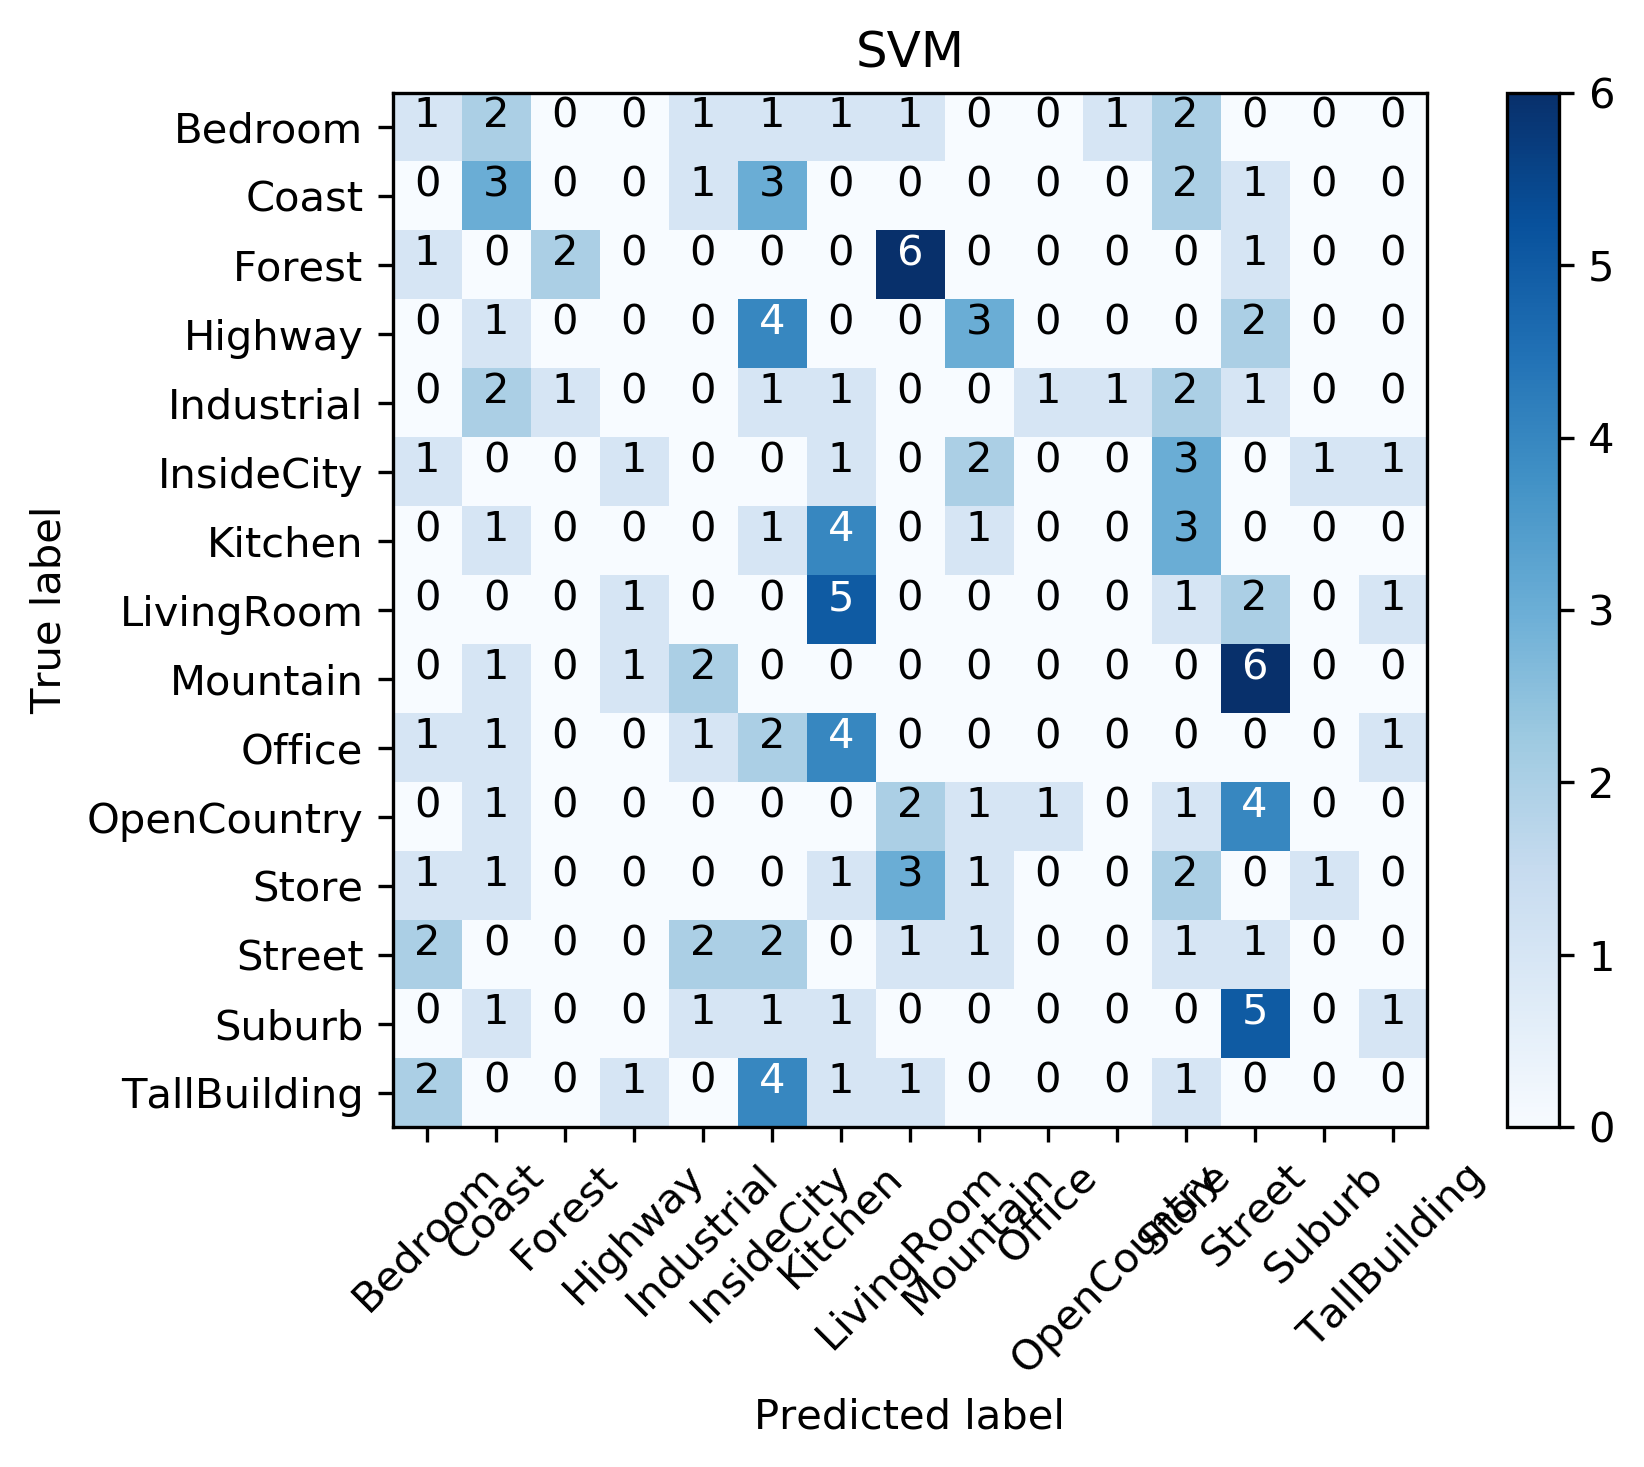 SVM
Bedroom 1 2 0 0 1 1 1 1 0 0 1 2 0 0 0
Coast 0 3 0 0 1 3 0 0 0 0 0 2 1 0 0
Forest 1 0 2 0 0 0 0 6 0 0 0 0 1 0 0
Highway 0 1 0 0 0 4 0 0 3 0 0 0 2 0 0
Industrial 0 2 1 0 0 1 1 0 0 1 1 2 1 0 0
InsideCity 1 0 0 1 0 0 1 0 2 0 0 3 0 1 1
Kitchen 0 1 0 0 0 1 4 0 1 0 0 3 0 0 0
LivingRoom 0 0 0 1 0 0 5 0 0 0 0 1 2 0 1
Mountain 0 1 0 1 2 0 0 0 0 0 0 0 6 0 0
Office 1 1 0 0 1 2 4 0 0 0 0 0 0 0 1
OpenCountry 0 1 0 0 0 0 0 2 1 1 0 1 4 0 0
Store 1 1 0 0 0 0 1 3 1 0 0 2 0 1 0
Street 2 0 0 0 2 2 0 1 1 0 0 1 1 0 0
Suburb 0 1 0 0 1 1 1 0 0 0 0 0 5 0 1
TallBuilding 2 0 0 1 0 4 1 1 0 0 0 1 0 0 0
True label
Bedroom
Coast
Forest
Highway
Industrial
InsideCity
Kitchen
LivingRoom
Mountain
Office
OpenCountry
Store
Street
Suburb
TallBuilding
Predicted label
6
5
4
3
2
1
0